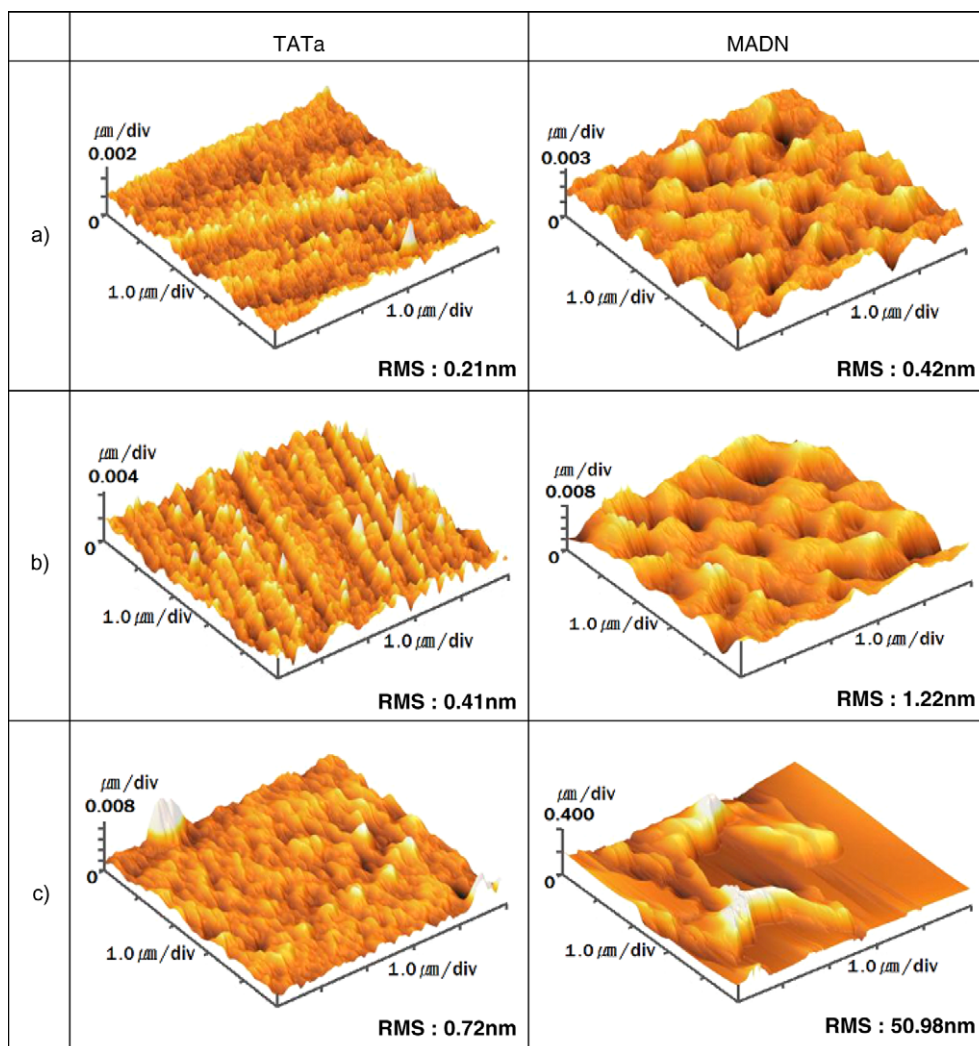 TATa
MADN
a)
㎛/div
0.002
0
1.0 ㎛/div
1.0 ㎛/div
RMS : 0.21nm
㎛/div
0.003
0
1.0 ㎛/div
1.0 ㎛/div
RMS : 0.42nm
b)
㎛/div
0.004
0
1.0 ㎛/div
1.0 ㎛/div
RMS : 0.41nm
㎛/div
0.008
0
1.0 ㎛/div
1.0 ㎛/div
RMS : 1.22nm
c)
㎛/div
0.008
0
1.0 ㎛/div
1.0 ㎛/div
RMS : 0.72nm
㎛/div
0.400
0
1.0 ㎛/div
1.0 ㎛/div
RMS : 50.98nm